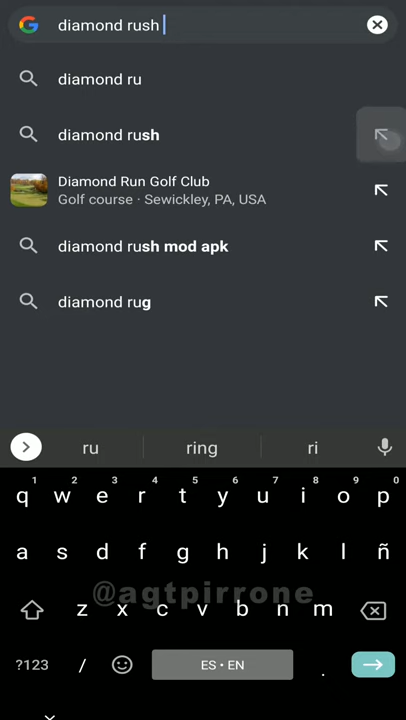 diamond rush
diamond ru
diamond rush
Diamond Run Golf Club
Golf course · Sewickley, PA, USA
diamond rush mod apk
diamond rug
ru ring ri
1 2 3 4 5 6 7 8 9 0
q w e r t y u i o p
a s d f g h j k l ñ
@agtpirrone
z x c v b n m
?123 / ES • EN .